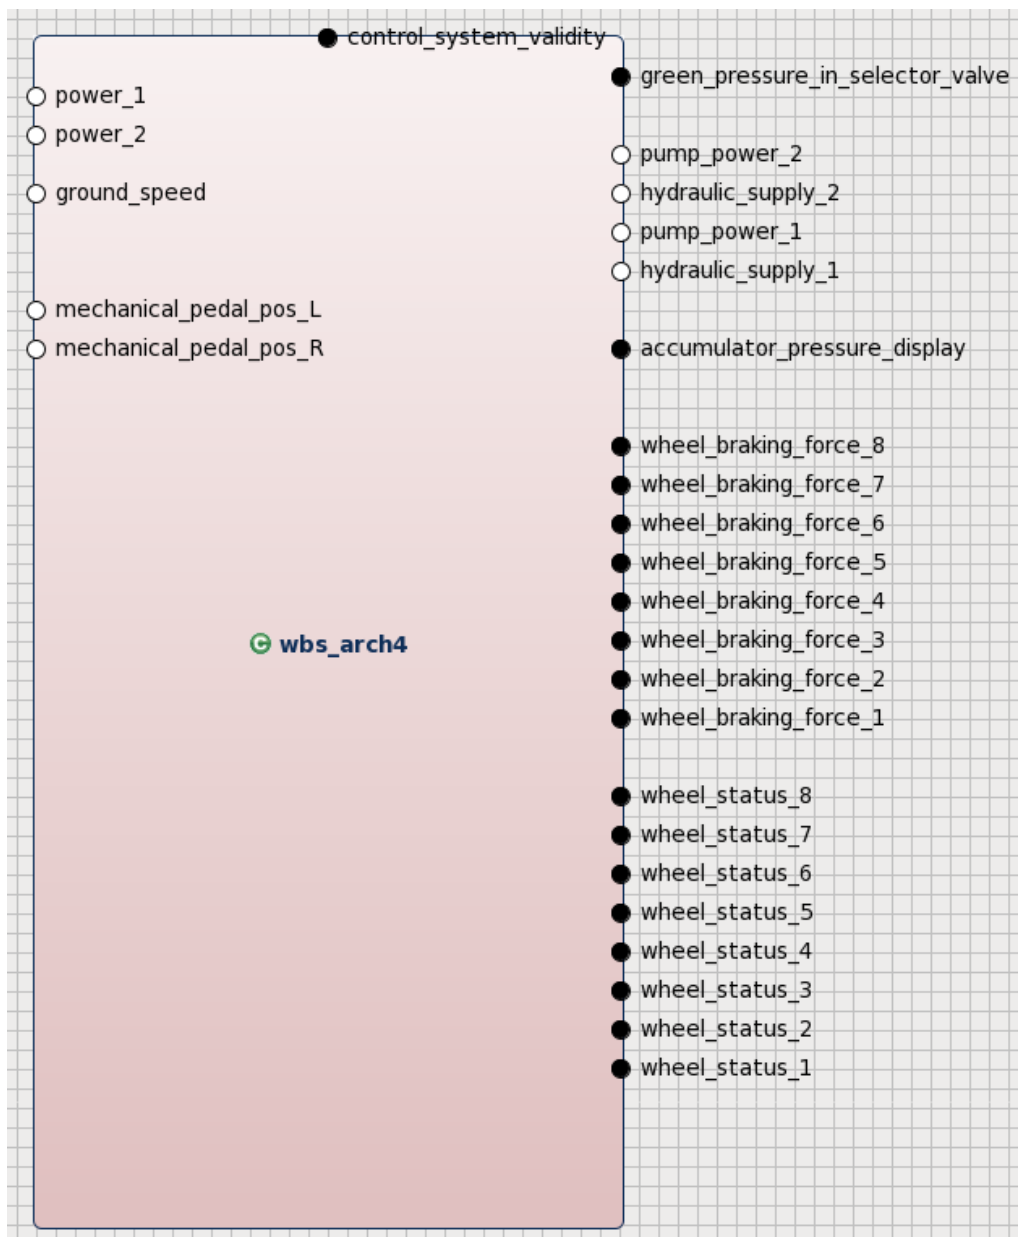 control_system_validity
green_pressure_in_selector_valve
power_1
power_2
ground_speed
mechanical_pedal_pos_L
mechanical_pedal_pos_R
pump_power_2
hydraulic_supply_2
pump_power_1
hydraulic_supply_1
accumulator_pressure_display
wheel_braking_force_8
wheel_braking_force_7
wheel_braking_force_6
wheel_braking_force_5
wheel_braking_force_4
wheel_braking_force_3
wheel_braking_force_2
wheel_braking_force_1
C wbs_arch4
wheel_status_8
wheel_status_7
wheel_status_6
wheel_status_5
wheel_status_4
wheel_status_3
wheel_status_2
wheel_status_1